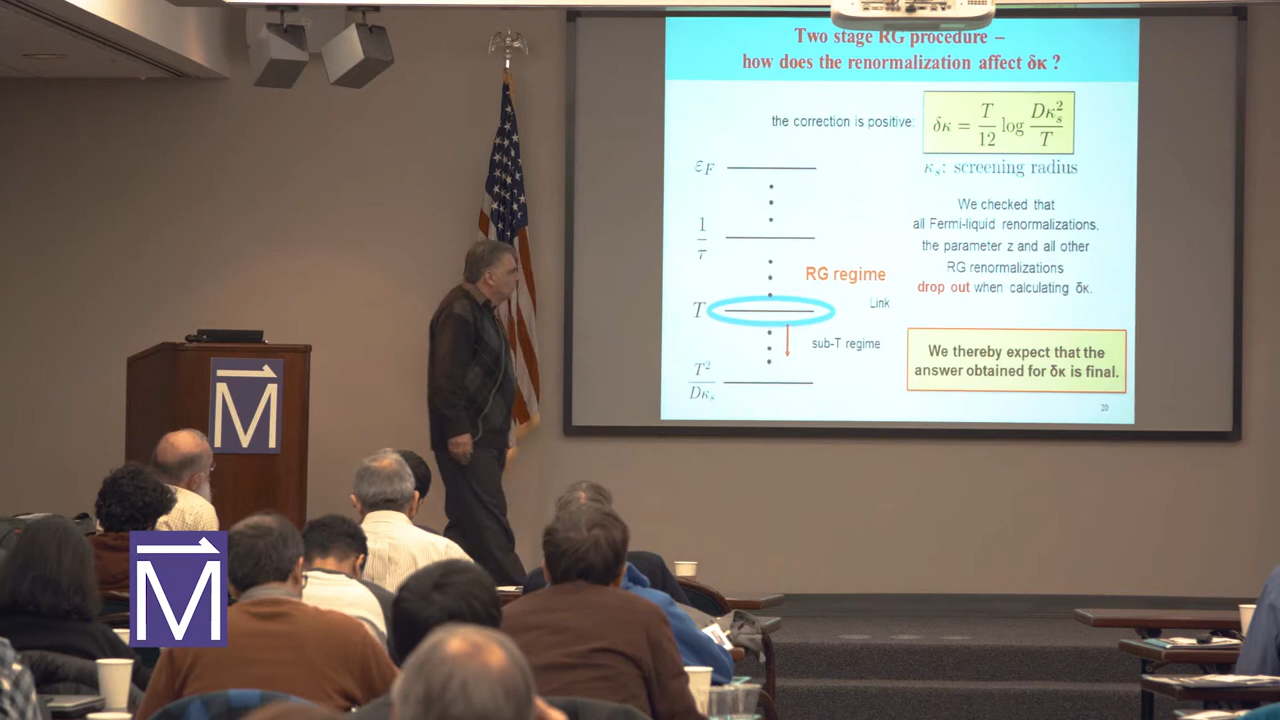 Two stage RG procedure –
how does the renormalization affect δκ ?
the correction is positive:
δκ = T/12 log Dκ_s^2/T
κ_s: screening radius
ε_F
1/τ
T
T^2/Dκ_s
RG regime
Link
sub-T regime
We checked that
all Fermi-liquid renormalizations,
the parameter z and all other
RG renormalizations
drop out when calculating δκ.
We thereby expect that the
answer obtained for δκ is final.
20
M
M